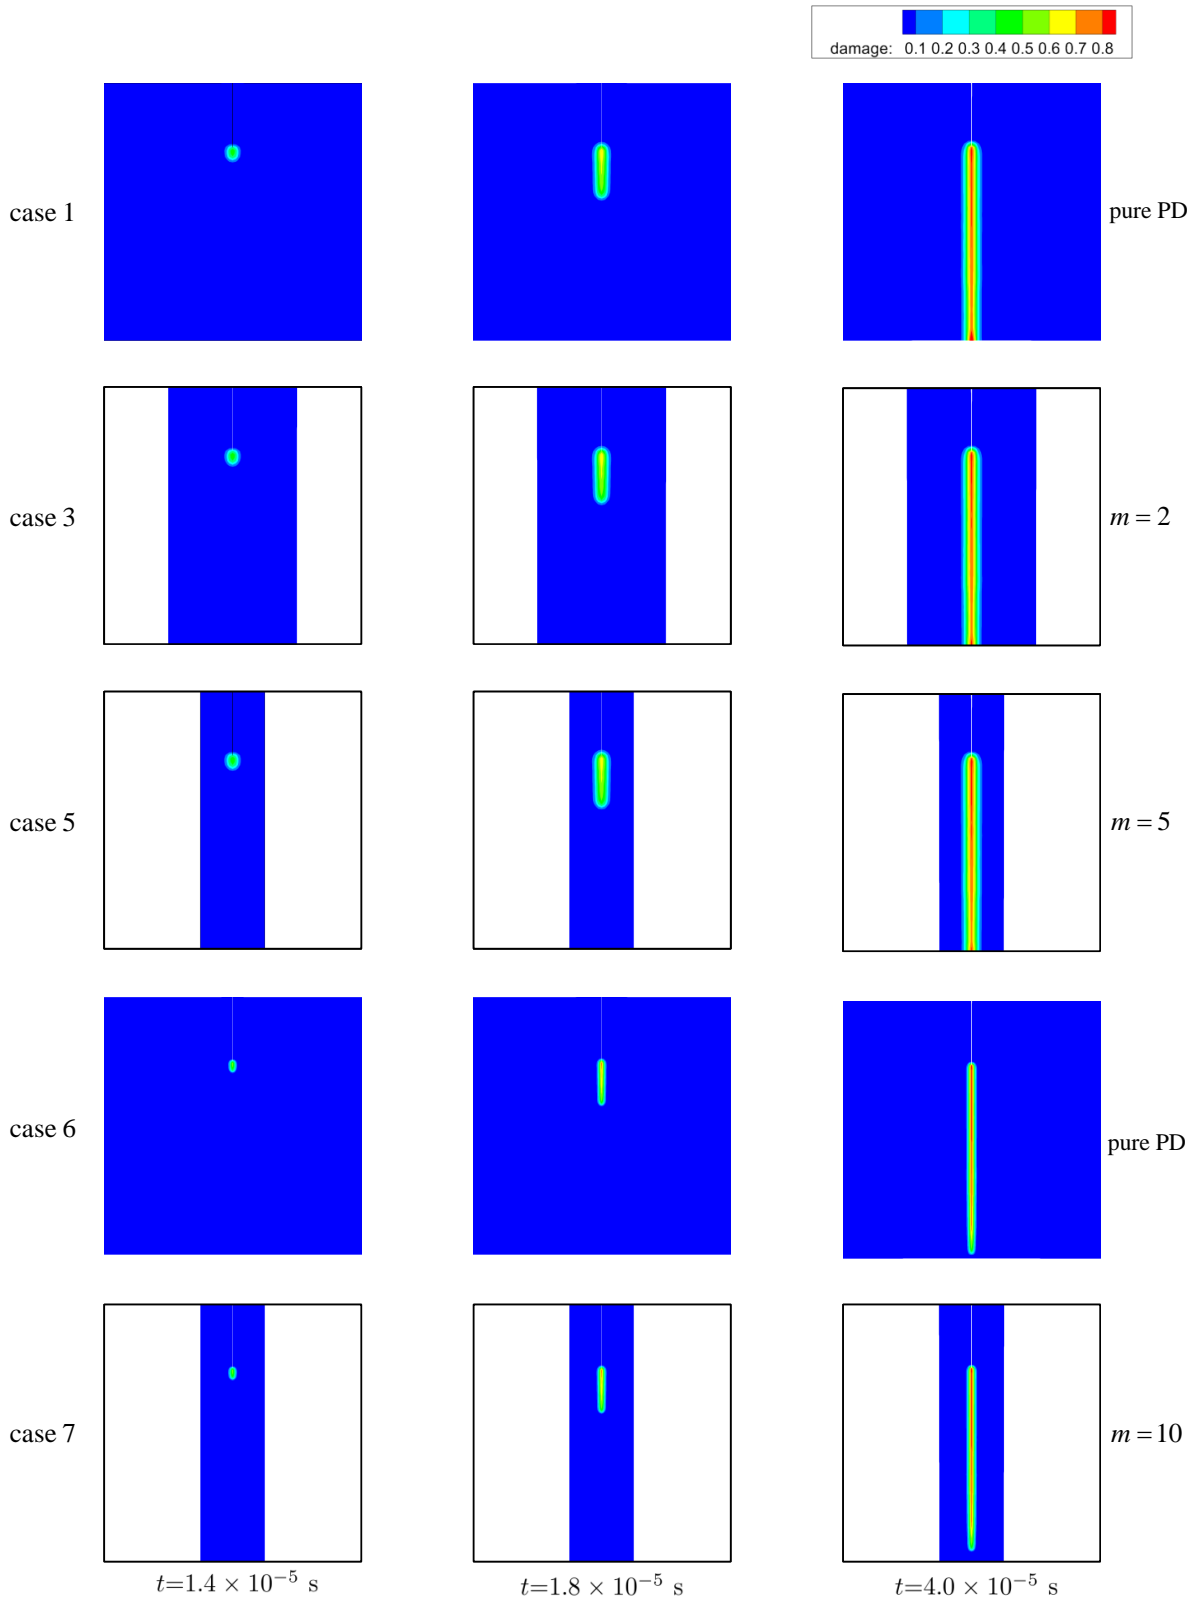 damage: 0.1 0.2 0.3 0.4 0.5 0.6 0.7 0.8
case 1
pure PD
case 3
m = 2
case 5
m = 5
case 6
pure PD
case 7
m = 10
t=1.4 × 10⁻⁵ s
t=1.8 × 10⁻⁵ s
t=4.0 × 10⁻⁵ s